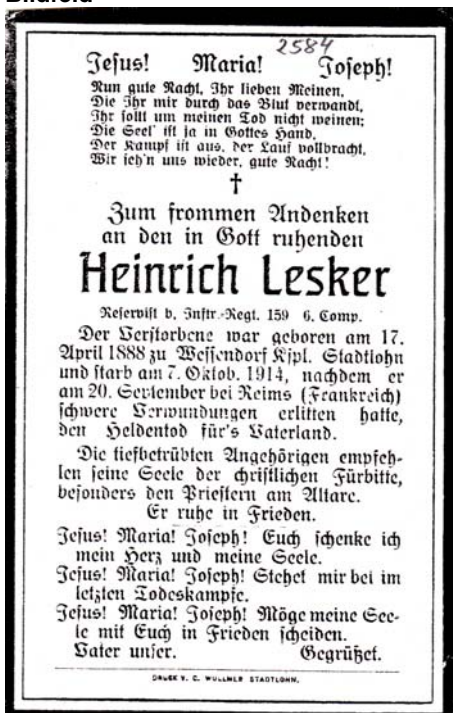 Bildfeld
2584
Jesus! Maria! Joseph!
Nun gute Nacht, Ihr lieben Meinen,
Die Ihr mir durch das Blut verwandt,
Ihr sollt um meinen Tod nicht weinen;
Die Seel' ist ja in Gottes Hand.
Der Kampf ist aus, der Lauf vollbracht,
Wir seh'n uns wieder, gute Nacht!
†
Zum frommen Andenken
an den in Gott ruhenden
Heinrich Lesker
Reservist b. Inftr.-Regt. 159 6. Comp.
Der Verstorbene war geboren am 17.
April 1888 zu Wessendorf Kspl. Stadtlohn
und starb am 7. Oktob. 1914, nachdem er
am 20. September bei Reims (Frankreich)
schwere Verwundungen erlitten hatte,
den Heldentod für's Vaterland.
Die tiefbetrübten Angehörigen empfeh-
len seine Seele der christlichen Fürbitte,
besonders den Priestern am Altare.
Er ruhe in Frieden.
Jesus! Maria! Joseph! Euch schenke ich
mein Herz und meine Seele.
Jesus! Maria! Joseph! Stehet mir bei im
letzten Todeskampfe.
Jesus! Maria! Joseph! Möge meine See-
le mit Euch in Frieden scheiden.
Vater unser. Gegrüßet.
DRUCK V. C. WÜLLNER STADTLOHN.